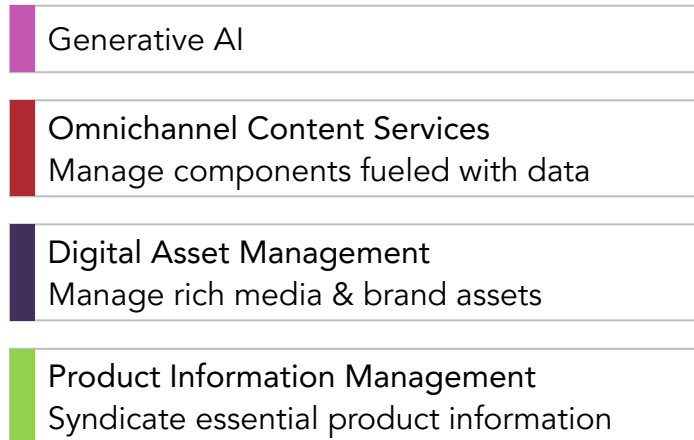 Generative AI
Omnichannel Content Services
Manage components fueled with data
Digital Asset Management
Manage rich media & brand assets
Product Information Management
Syndicate essential product information